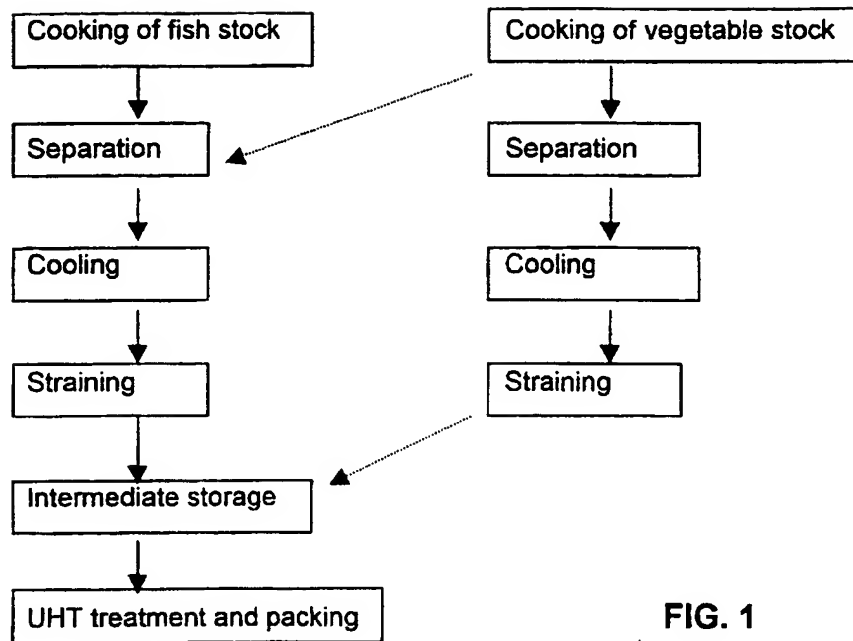 Cooking of fish stock
Cooking of vegetable stock
Separation
Separation
Cooling
Cooling
Straining
Straining
Intermediate storage
UHT treatment and packing
FIG. 1